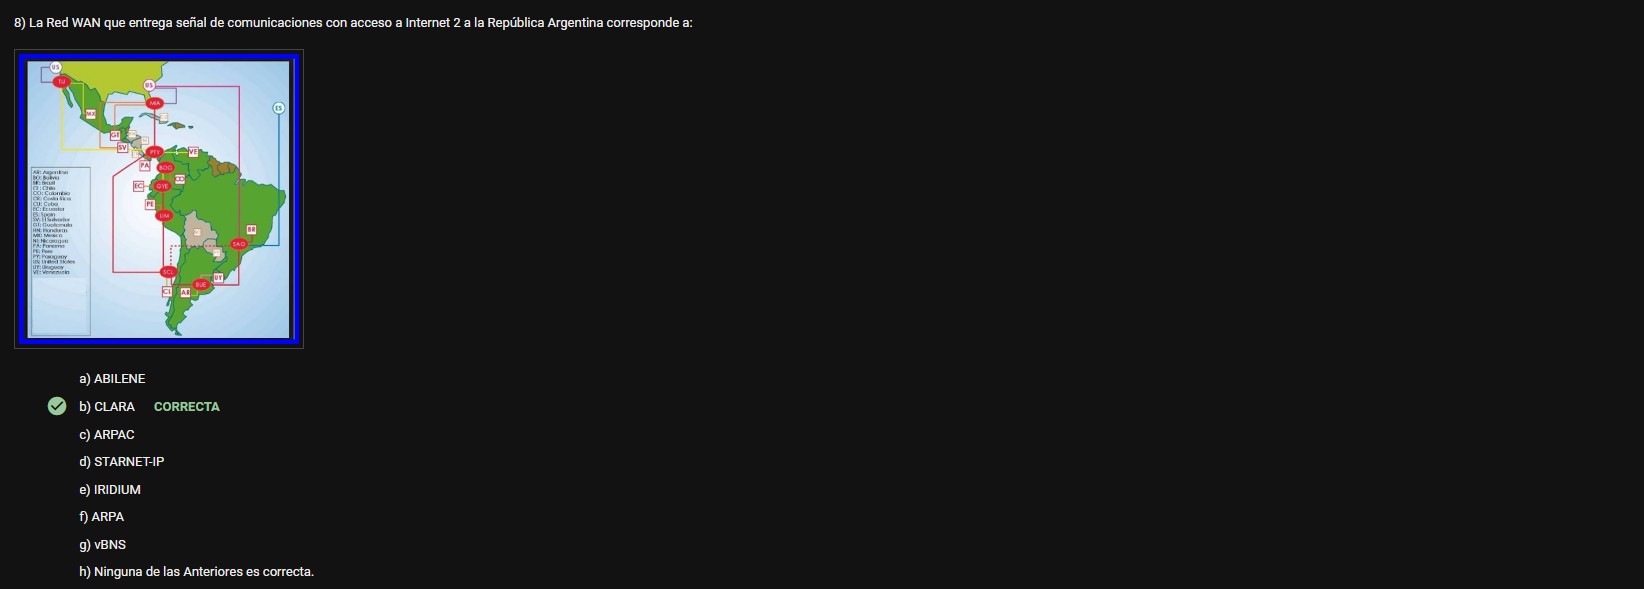 8) La Red WAN que entrega señal de comunicaciones con acceso a Internet 2 a la República Argentina corresponde a:
US
TIJ
US
MIA
ES
MX
GT
SV
PTY
VE
PA
BOG
CO
EC
GYE
PE
LIM
BR
SAO
SCL
UY
BUE
CL
AR
AR: Argentina
BO: Bolivia
BR: Brazil
CL: Chile
CO: Colombia
CR: Costa Rica
CU: Cuba
EC: Ecuador
ES: Spain
SV: El Salvador
GT: Guatemala
HN: Honduras
MX: Mexico
NI: Nicaragua
PA: Panama
PE: Peru
PY: Paraguay
US: United States
UY: Uruguay
VE: Venezuela
a) ABILENE
b) CLARA CORRECTA
c) ARPAC
d) STARNET-IP
e) IRIDIUM
f) ARPA
g) vBNS
h) Ninguna de las Anteriores es correcta.